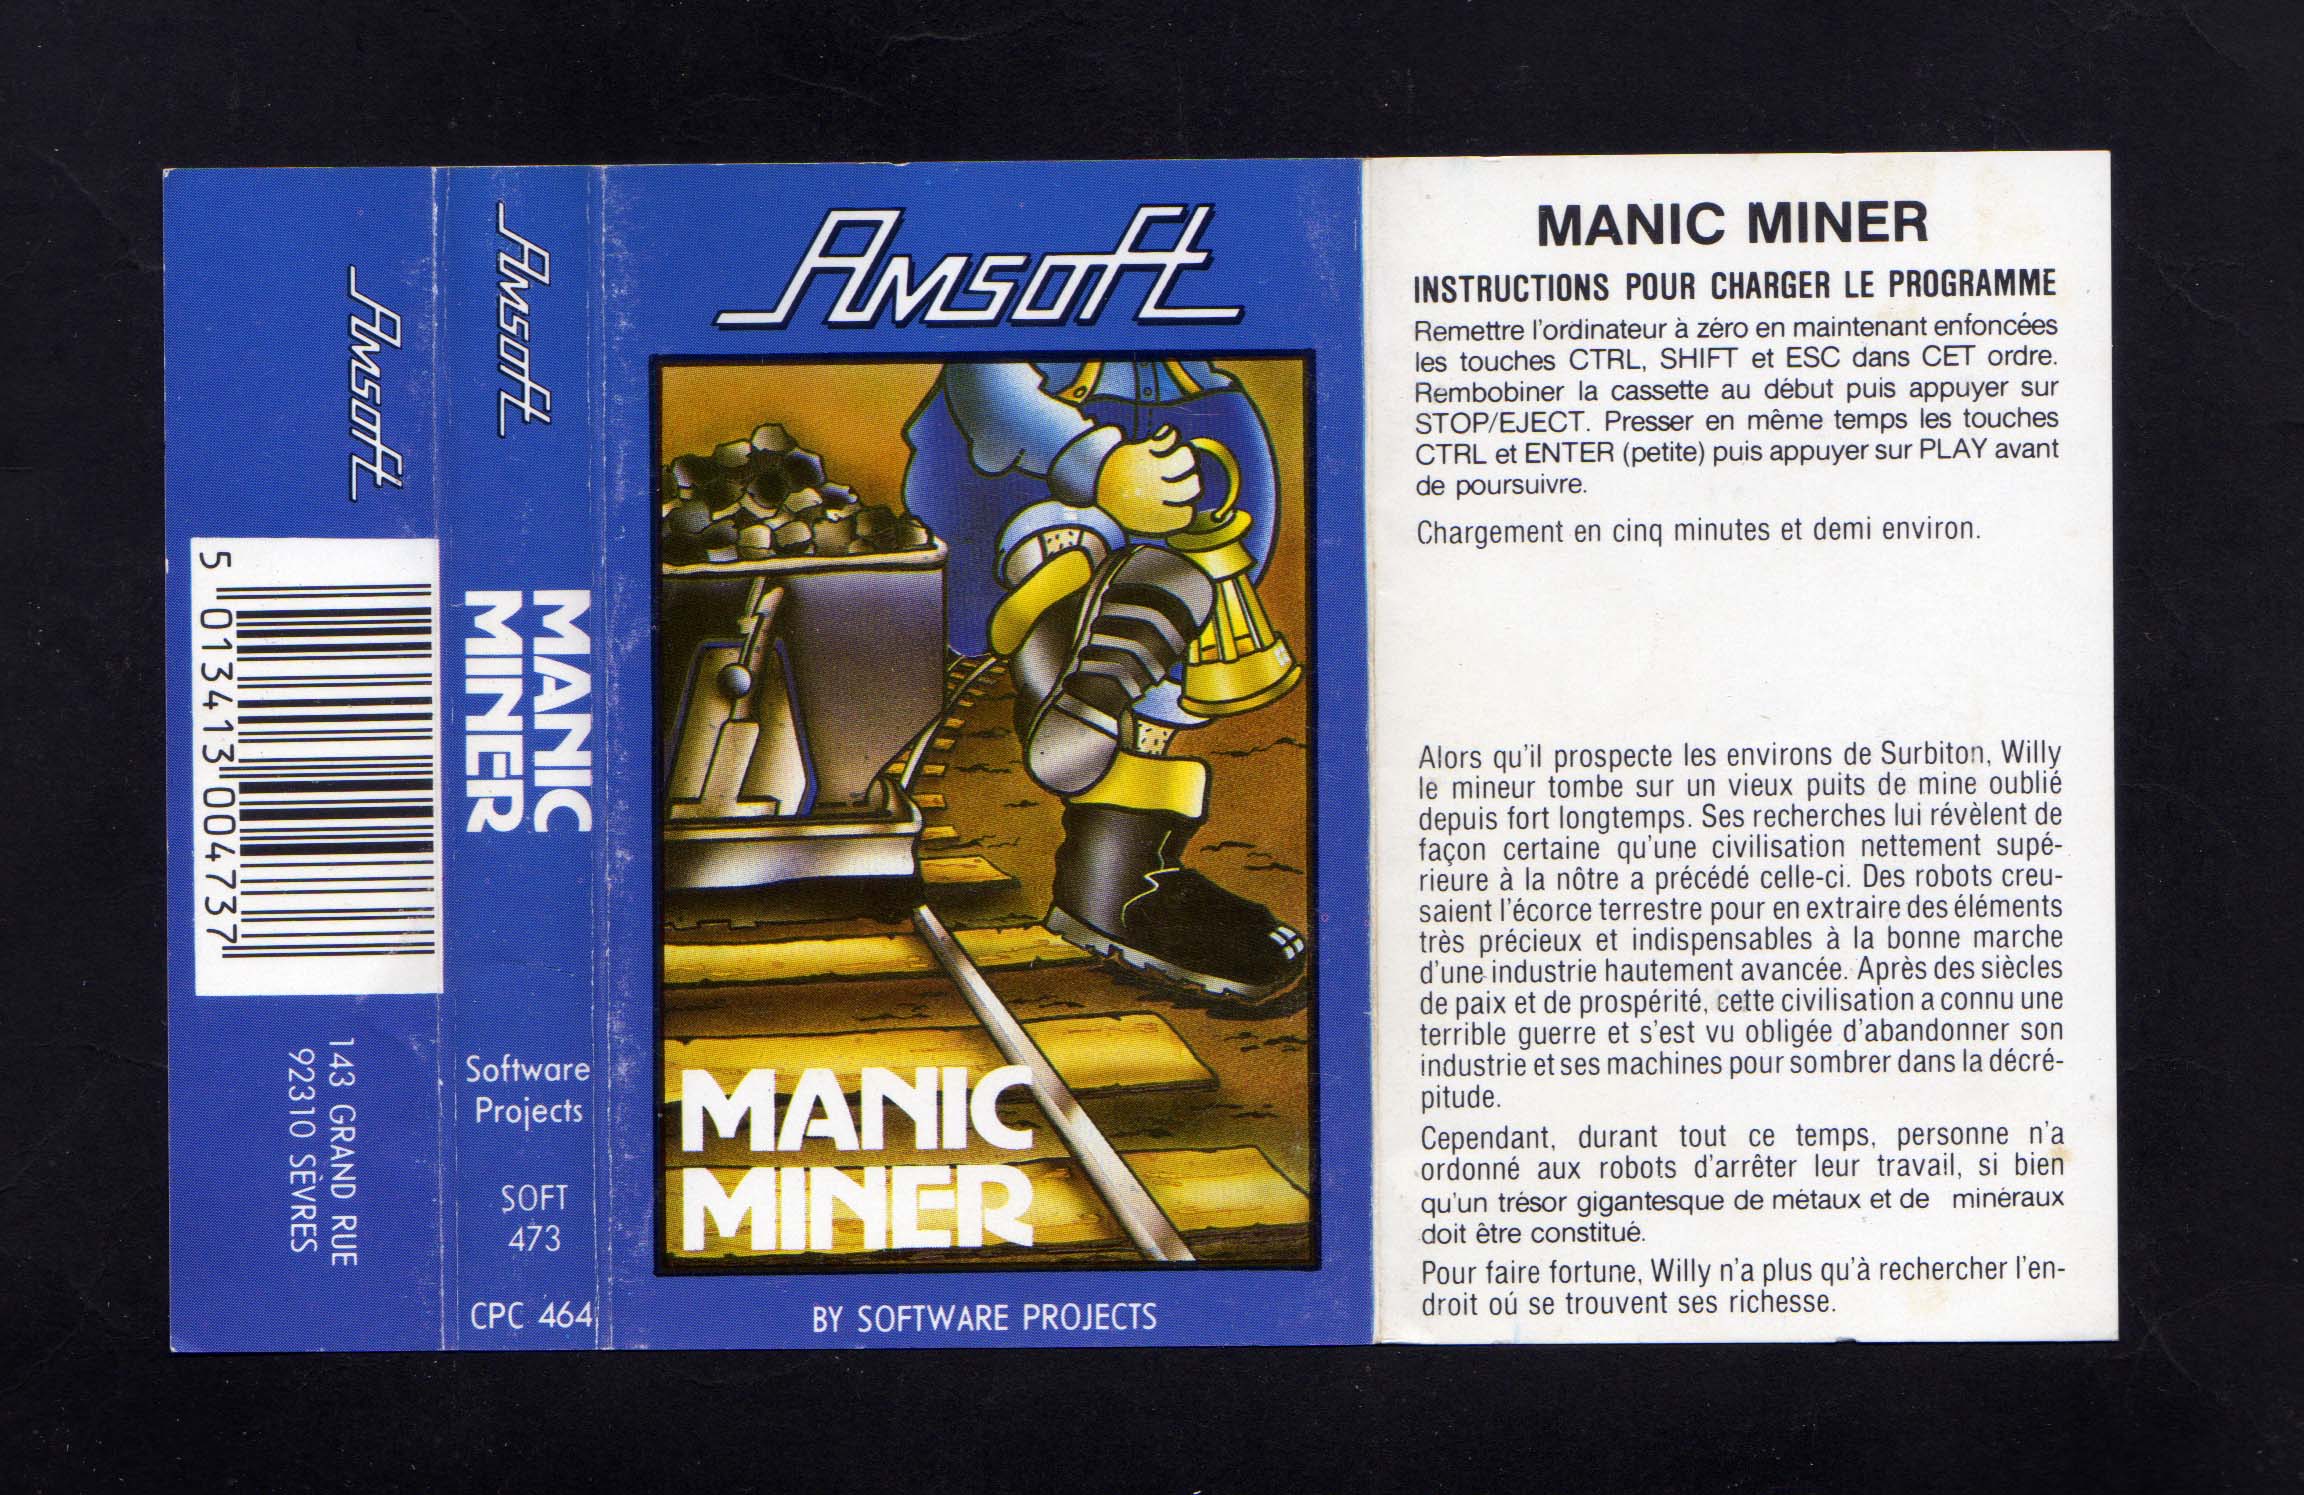 Amsoft
5 013413 004737
143 GRAND RUE
92310 SÈVRES
Amsoft
MANIC
MINER
Software
Projects
SOFT
473
CPC 464
Amsoft
MANIC
MINER
BY SOFTWARE PROJECTS
MANIC MINER
INSTRUCTIONS POUR CHARGER LE PROGRAMME
Remettre l'ordinateur à zéro en maintenant enfoncées
les touches CTRL, SHIFT et ESC dans CET ordre.
Rembobiner la cassette au début puis appuyer sur
STOP/EJECT. Presser en même temps les touches
CTRL et ENTER (petite) puis appuyer sur PLAY avant
de poursuivre.
Chargement en cinq minutes et demi environ.
Alors qu'il prospecte les environs de Surbiton, Willy
le mineur tombe sur un vieux puits de mine oublié
depuis fort longtemps. Ses recherches lui révèlent de
façon certaine qu'une civilisation nettement supé-
rieure à la nôtre a précédé celle-ci. Des robots creu-
saient l'écorce terrestre pour en extraire des éléments
très précieux et indispensables à la bonne marche
d'une industrie hautement avancée. Après des siècles
de paix et de prospérité, cette civilisation a connu une
terrible guerre et s'est vu obligée d'abandonner son
industrie et ses machines pour sombrer dans la décré-
pitude.
Cependant, durant tout ce temps, personne n'a
ordonné aux robots d'arrêter leur travail, si bien
qu'un trésor gigantesque de métaux et de minéraux
doit être constitué.
Pour faire fortune, Willy n'a plus qu'à rechercher l'en-
droit oú se trouvent ses richesse.